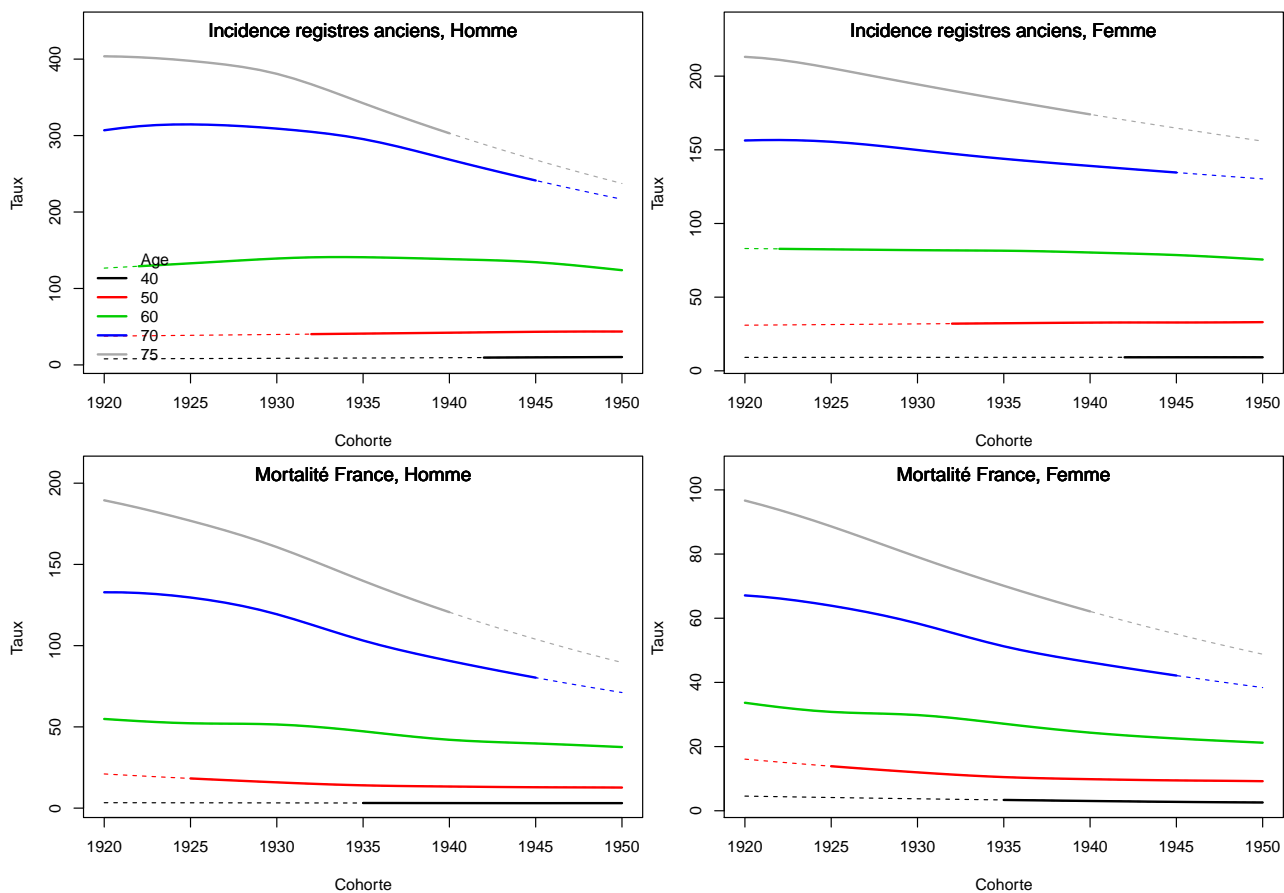 Incidence registres anciens, Homme
Taux
400
300
200
100
0
Age
40
50
60
70
75
1920 1925 1930 1935 1940 1945 1950
Cohorte
Incidence registres anciens, Femme
Taux
200
150
100
50
0
1920 1925 1930 1935 1940 1945 1950
Cohorte
Mortalité France, Homme
Taux
200
150
100
50
0
1920 1925 1930 1935 1940 1945 1950
Cohorte
Mortalité France, Femme
Taux
100
80
60
40
20
0
1920 1925 1930 1935 1940 1945 1950
Cohorte